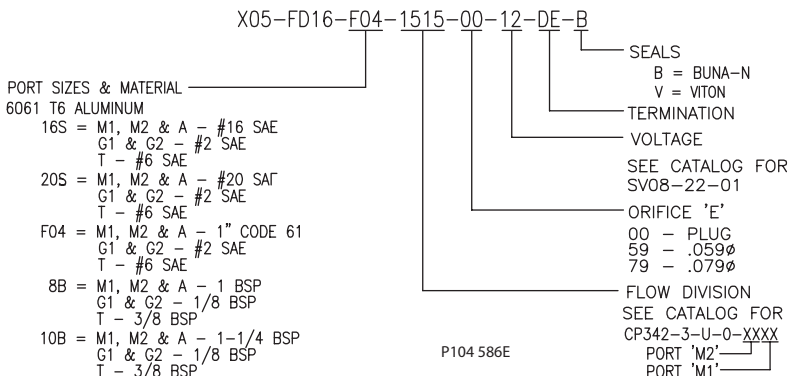 X05-FD16-F04-1515-00-12-DE-B
PORT SIZES & MATERIAL
6061 T6 ALUMINUM
16S = M1, M2 & A - #16 SAE
G1 & G2 - #2 SAE
T - #6 SAE
20S = M1, M2 & A - #20 SAE
G1 & G2 - #2 SAE
T - #6 SAE
F04 = M1, M2 & A - 1" CODE 61
G1 & G2 - #2 SAE
T - #6 SAE
8B = M1, M2 & A - 1 BSP
G1 & G2 - 1/8 BSP
T - 3/8 BSP
10B = M1, M2 & A - 1-1/4 BSP
G1 & G2 - 1/8 BSP
T - 3/8 BSP
SEALS
B = BUNA-N
V = VITON
TERMINATION
VOLTAGE
SEE CATALOG FOR
SV08-22-01
ORIFICE 'E'
00 - PLUG
59 - .059ø
79 - .079ø
FLOW DIVISION
SEE CATALOG FOR
CP342-3-U-0-XXXX
PORT 'M2'
PORT 'M1'
P104 586E